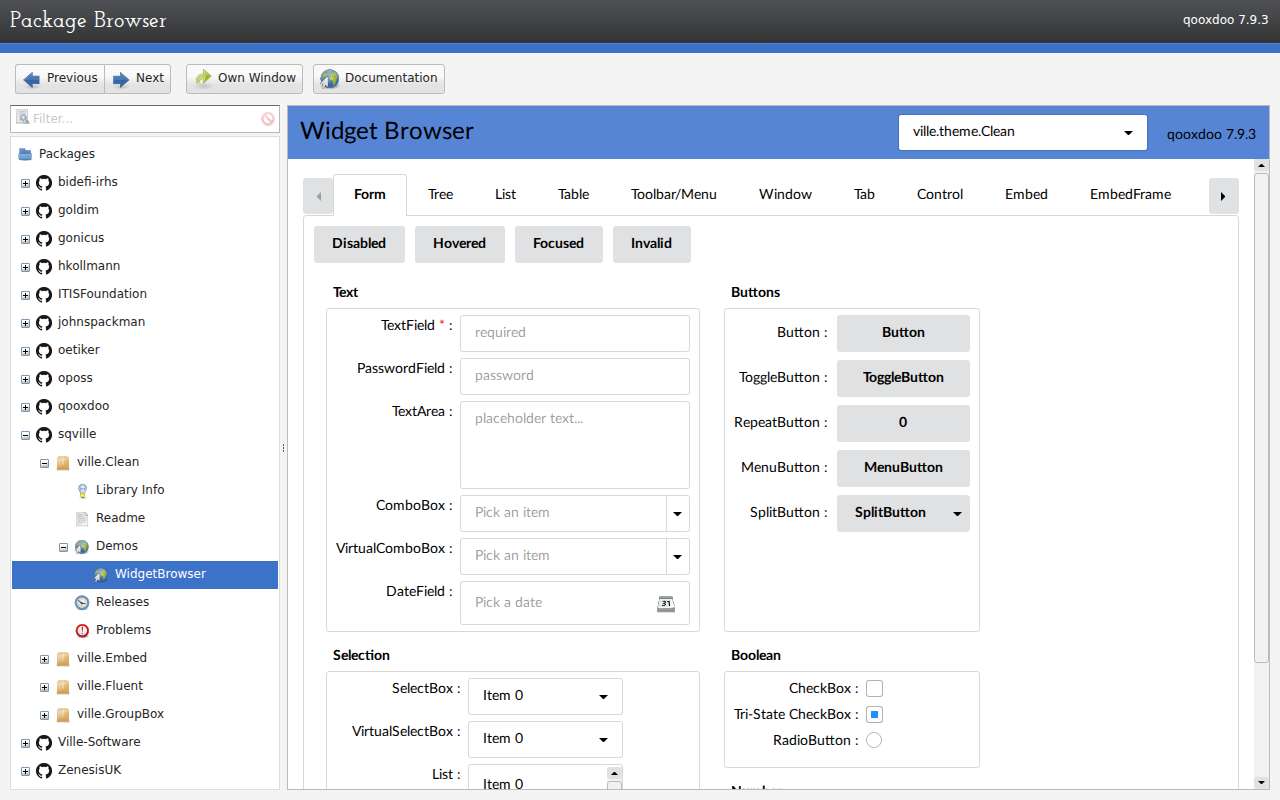 Package Browser
qooxdoo 7.9.3
Previous
Next
Own Window
Documentation
Filter...
Packages
bidefi-irhs
goldim
gonicus
hkollmann
ITISFoundation
johnspackman
oetiker
oposs
qooxdoo
sqville
ville.Clean
Library Info
Readme
Demos
WidgetBrowser
Releases
Problems
ville.Embed
ville.Fluent
ville.GroupBox
Ville-Software
ZenesisUK
Widget Browser
ville.theme.Clean
qooxdoo 7.9.3
Form Tree List Table Toolbar/Menu Window Tab Control Embed EmbedFrame
Disabled Hovered Focused Invalid
Text
TextField * : required
PasswordField : password
TextArea : placeholder text...
ComboBox : Pick an item
VirtualComboBox : Pick an item
DateField : Pick a date 31
Buttons
Button : Button
ToggleButton : ToggleButton
RepeatButton : 0
MenuButton : MenuButton
SplitButton : SplitButton
Selection
SelectBox : Item 0
VirtualSelectBox : Item 0
List : Item 0
Boolean
CheckBox :
Tri-State CheckBox :
RadioButton :